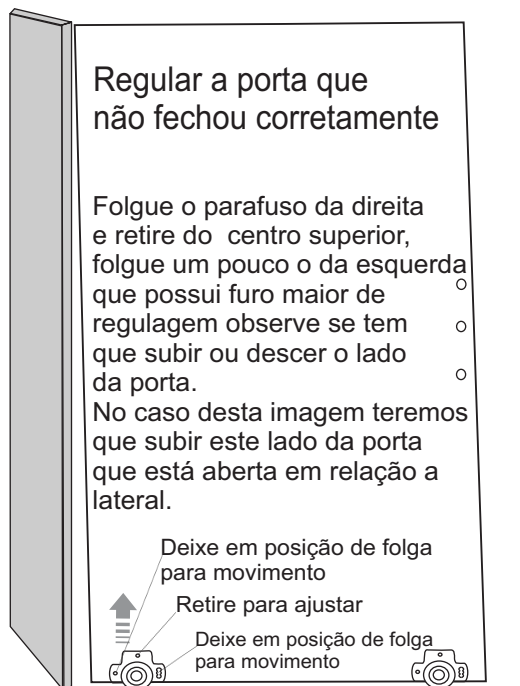 Regular a porta que
não fechou corretamente
Folgue o parafuso da direita
e retire do centro superior,
folgue um pouco o da esquerda
que possui furo maior de
regulagem observe se tem
que subir ou descer o lado
da porta.
No caso desta imagem teremos
que subir este lado da porta
que está aberta em relação a
lateral.
Deixe em posição de folga
para movimento
Retire para ajustar
Deixe em posição de folga
para movimento